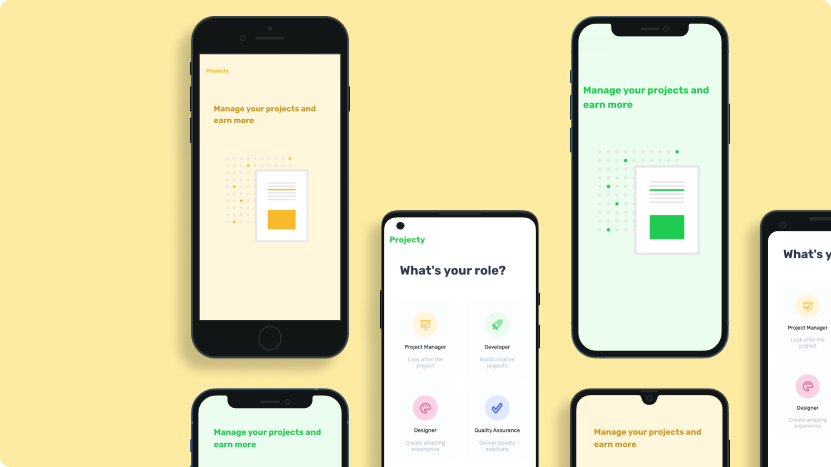 Projecty
Manage your projects and
earn more
Manage your projects and
earn more
Projecty
What's your role?
Project Manager
Look after the
project
Developer
Build creative
projects
Designer
Create amazing
experience
Quality Assurance
Deliver quality
solutions
What's y
Project Manager
Look after the
project
Designer
Create amazing
experience
Manage your projects and
earn more
Manage your projects and
earn more